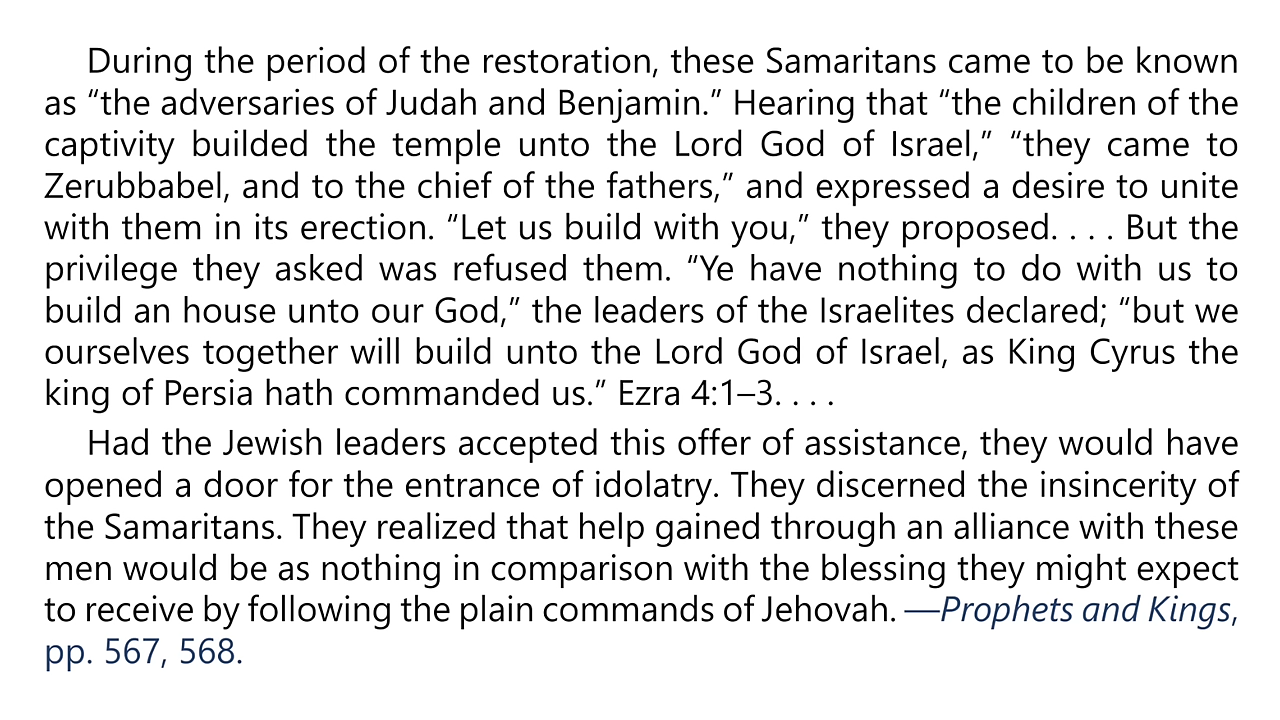 During the period of the restoration, these Samaritans came to be known
as “the adversaries of Judah and Benjamin.” Hearing that “the children of the
captivity builded the temple unto the Lord God of Israel,” “they came to
Zerubbabel, and to the chief of the fathers,” and expressed a desire to unite
with them in its erection. “Let us build with you,” they proposed. . . . But the
privilege they asked was refused them. “Ye have nothing to do with us to
build an house unto our God,” the leaders of the Israelites declared; “but we
ourselves together will build unto the Lord God of Israel, as King Cyrus the
king of Persia hath commanded us.” Ezra 4:1–3. . . .
Had the Jewish leaders accepted this offer of assistance, they would have
opened a door for the entrance of idolatry. They discerned the insincerity of
the Samaritans. They realized that help gained through an alliance with these
men would be as nothing in comparison with the blessing they might expect
to receive by following the plain commands of Jehovah. —Prophets and Kings,
pp. 567, 568.